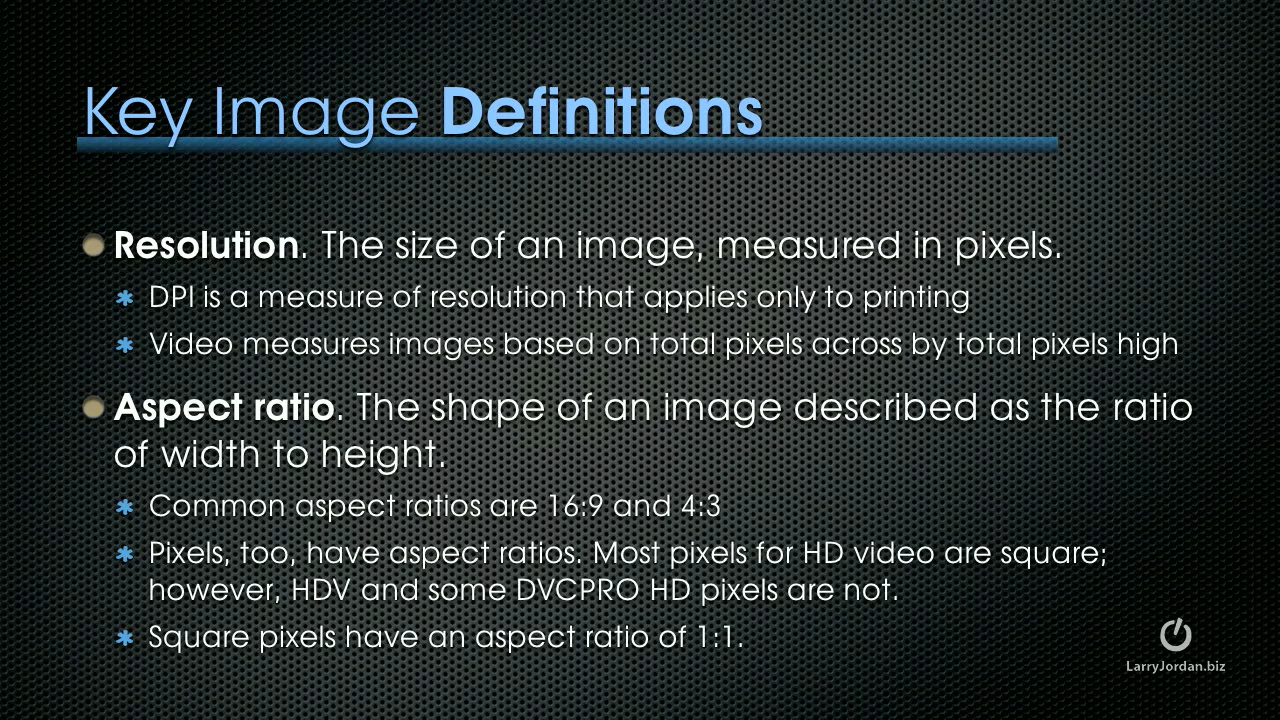 Key Image Definitions
Resolution. The size of an image, measured in pixels.
DPI is a measure of resolution that applies only to printing
Video measures images based on total pixels across by total pixels high
Aspect ratio. The shape of an image described as the ratio
of width to height.
Common aspect ratios are 16:9 and 4:3
Pixels, too, have aspect ratios. Most pixels for HD video are square;
however, HDV and some DVCPRO HD pixels are not.
Square pixels have an aspect ratio of 1:1.
LarryJordan.biz